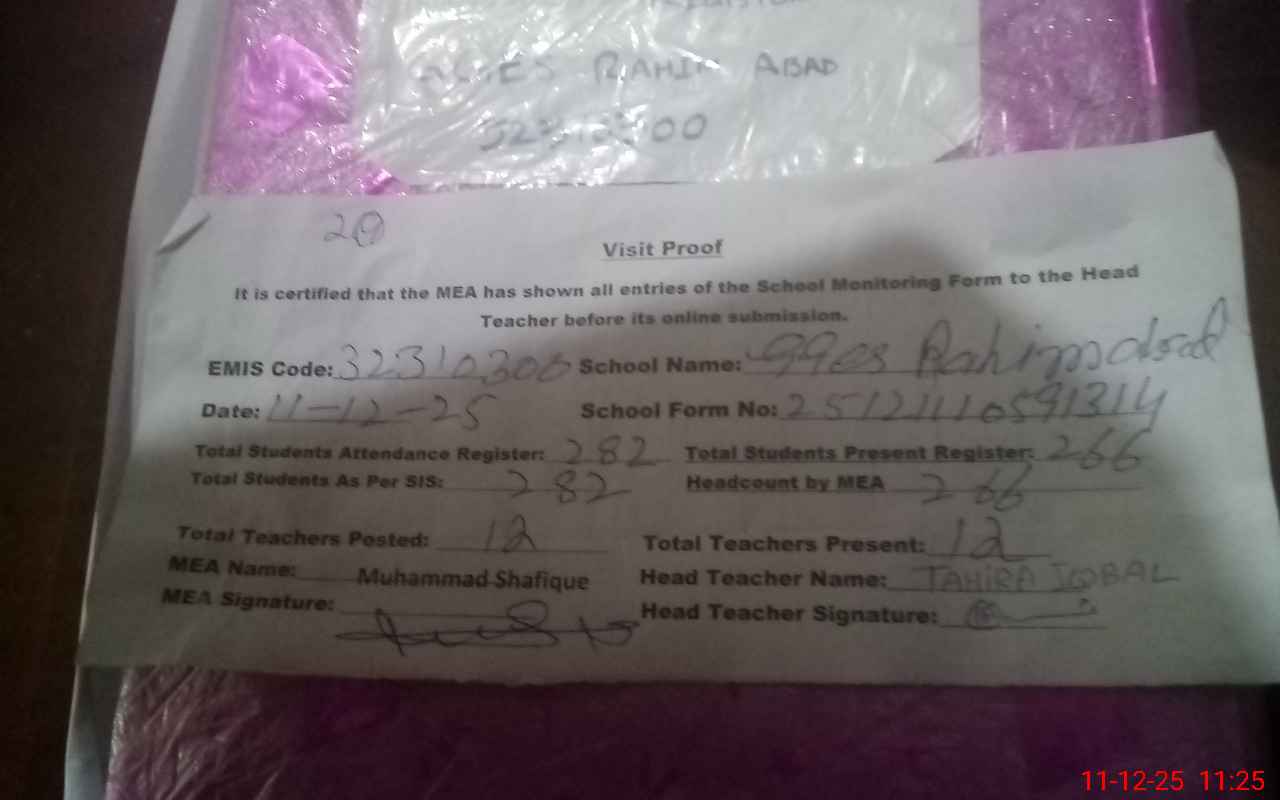 RAHIM ABAD
20
Visit Proof
It is certified that the MEA has shown all entries of the School Monitoring Form to the Head
Teacher before its online submission.
EMIS Code: 32310300 School Name: GGES Rahimabad
Date: 11-12-25 School Form No:
Total Students Attendance Register: 282 Total Students Present Register: 266
Total Students As Per SIS: 282 Headcount by MEA 266
Total Teachers Posted: 12 Total Teachers Present: 12
MEA Name: Muhammad Shafique Head Teacher Name: TAHIRA IQBAL
MEA Signature: Head Teacher Signature:
11-12-25 11:25